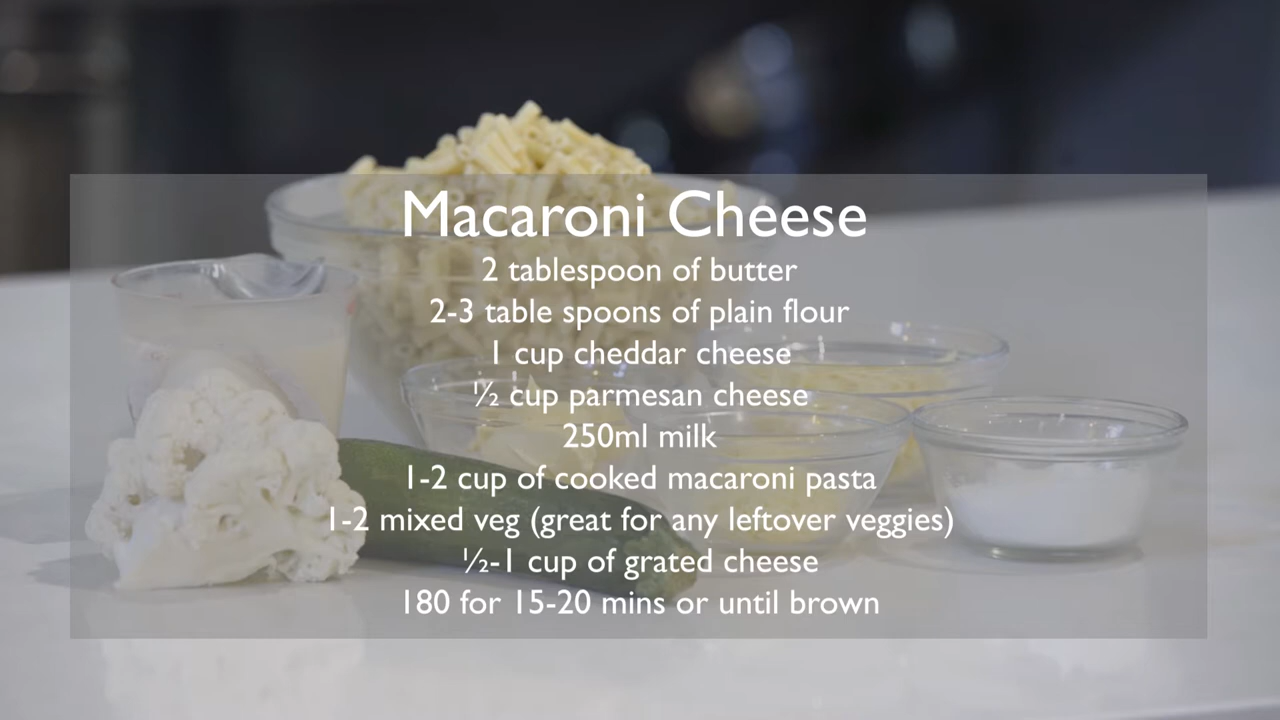 Macaroni Cheese
2 tablespoon of butter
2-3 table spoons of plain flour
1 cup cheddar cheese
½ cup parmesan cheese
250ml milk
1-2 cup of cooked macaroni pasta
1-2 mixed veg (great for any leftover veggies)
½-1 cup of grated cheese
180 for 15-20 mins or until brown